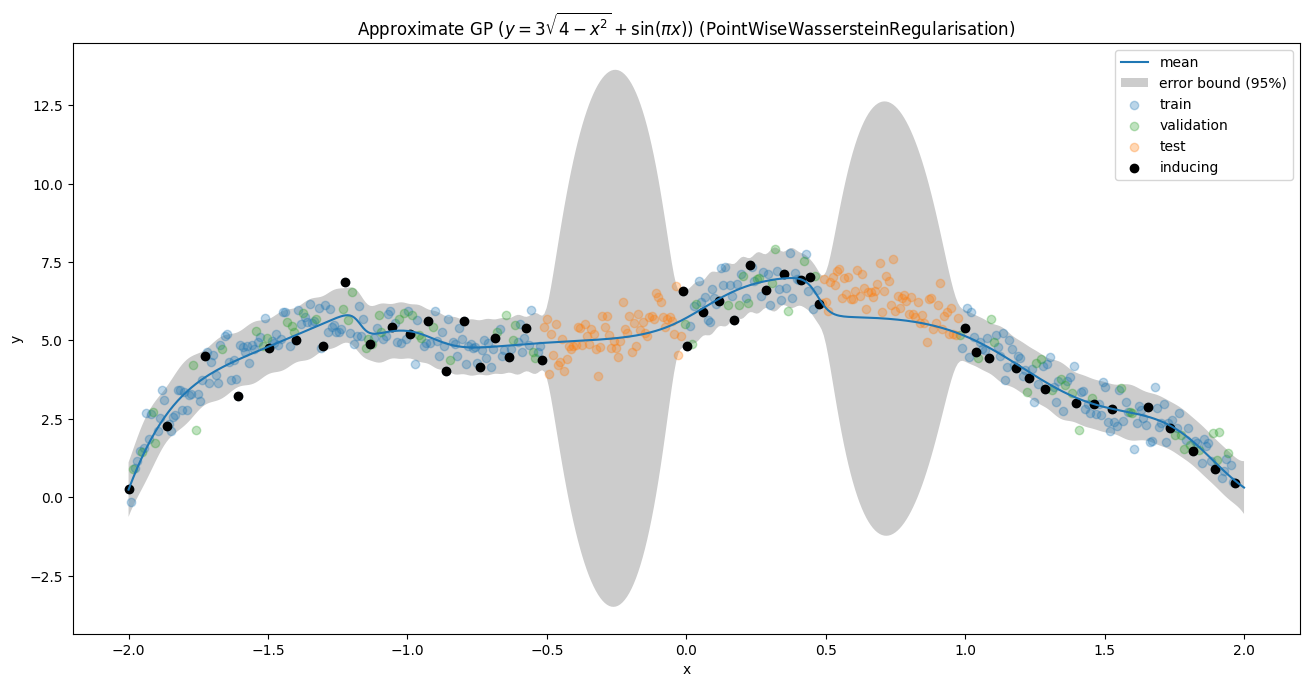 Approximate GP (y = 3√4 − x² + sin(πx)) (PointWiseWassersteinRegularisation)
mean
error bound (95%)
train
validation
test
inducing
12.5
10.0
7.5
5.0
2.5
0.0
−2.5
y
−2.0 −1.5 −1.0 −0.5 0.0 0.5 1.0 1.5 2.0
x